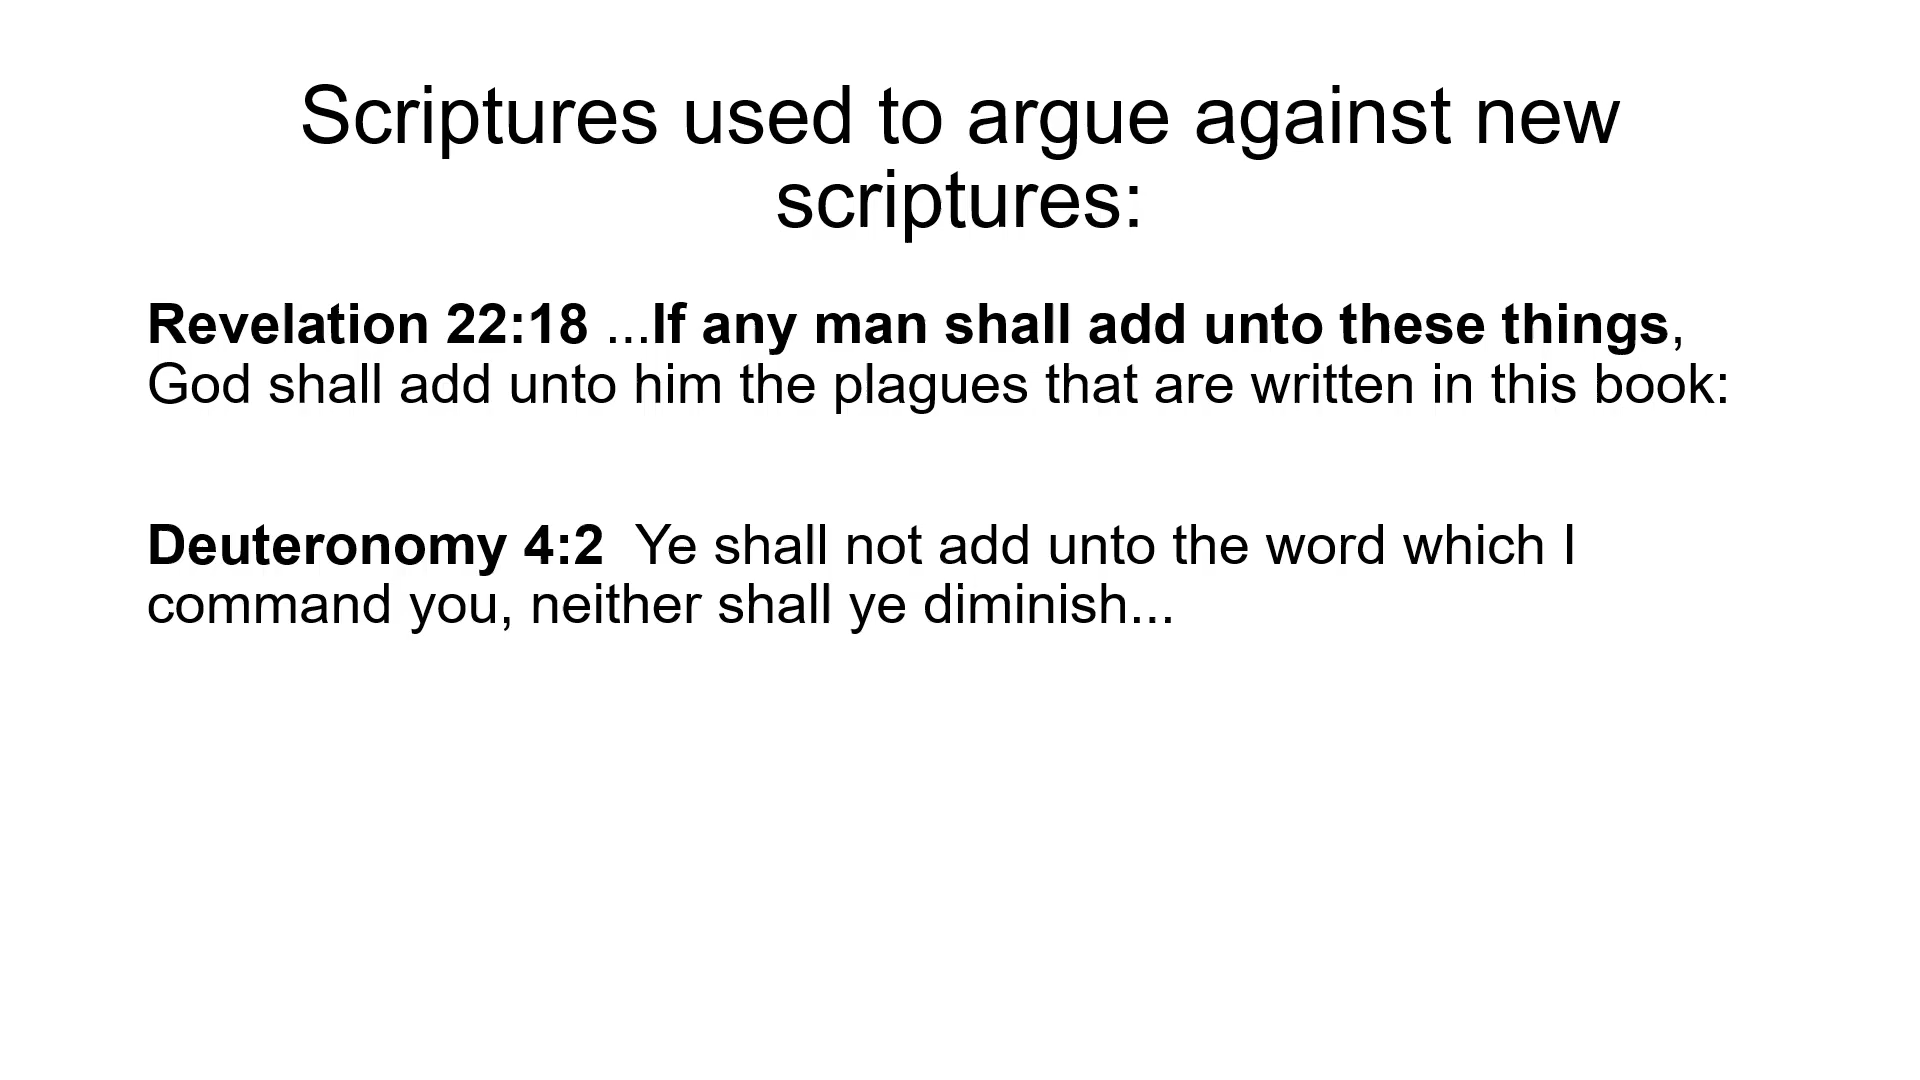 Scriptures used to argue against new
scriptures:
Revelation 22:18 ...If any man shall add unto these things,
God shall add unto him the plagues that are written in this book:
Deuteronomy 4:2  Ye shall not add unto the word which I
command you, neither shall ye diminish...